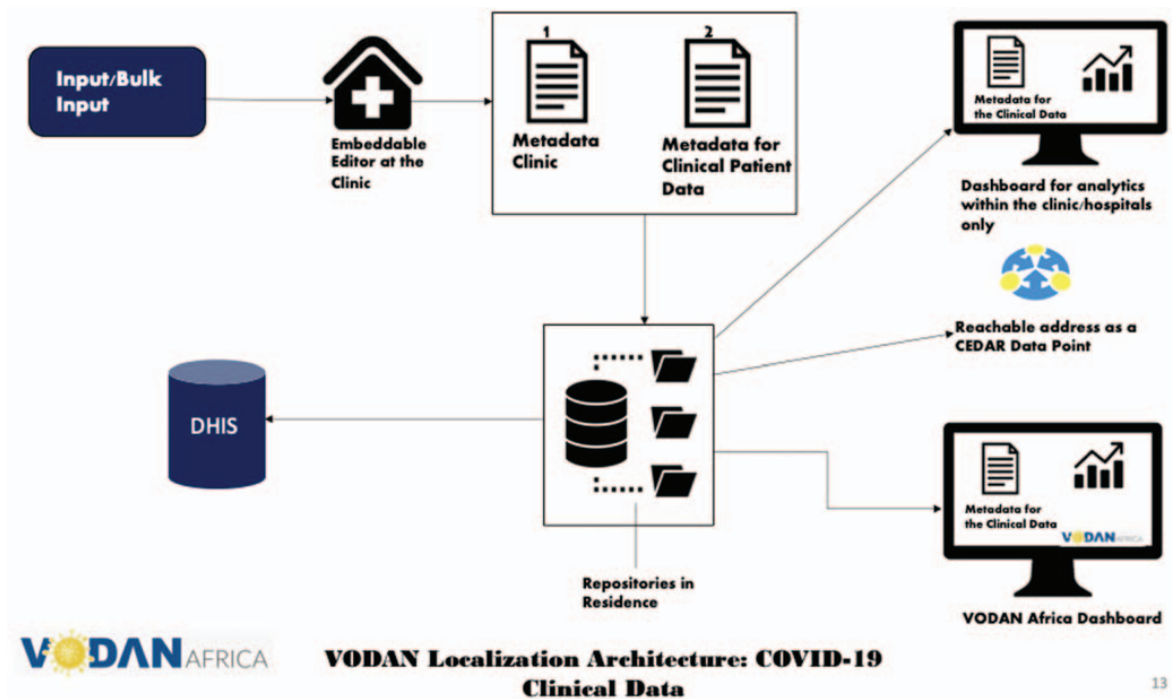 Input/Bulk
Input
Embeddable
Editor at the
Clinic
1
Metadada
Clinic
2
Metadata for
Clinical Patient
Data
Metadata for
the Clinical Data
Dashboard for analytics
within the clinic/hospitals
only
Reachable address as a
CEDAR Data Point
DHIS
Metadata for
the Clinical Data
VODAN AFRICA
VODAN Africa Dashboard
Repositories in
Residence
VODAN AFRICA
VODAN Localization Architecture: COVID-19
Clinical Data
13